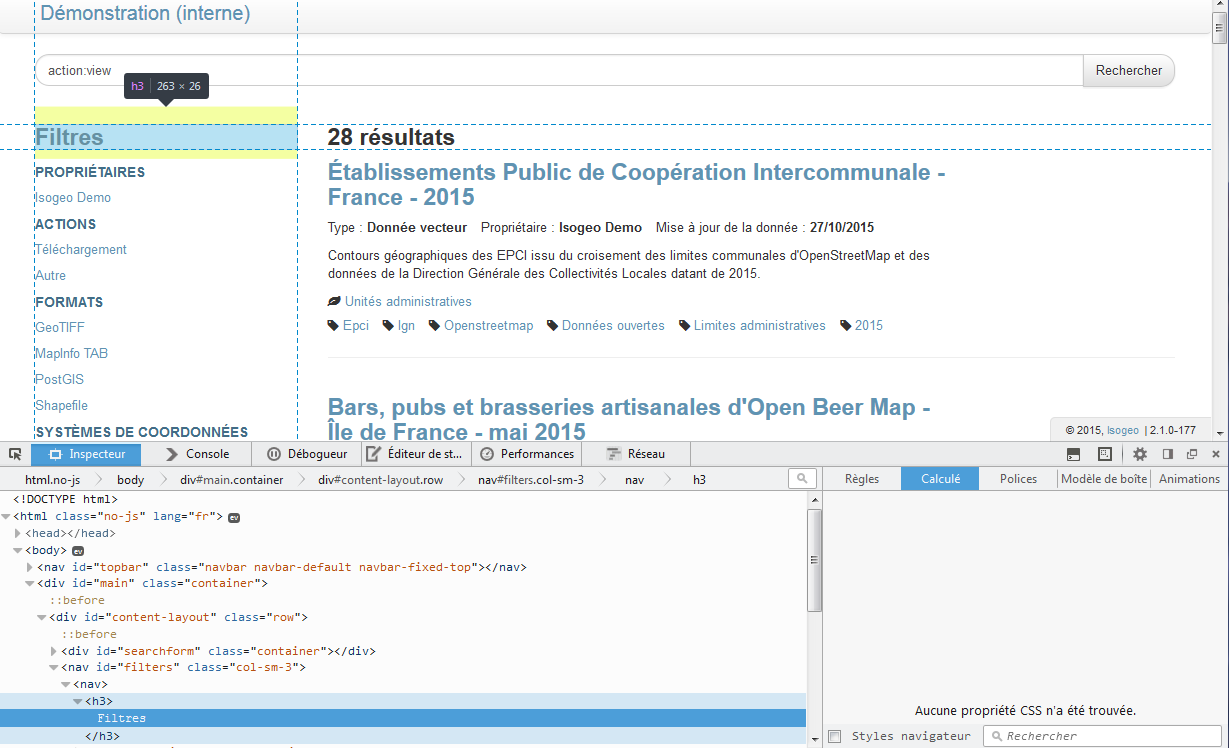 Démonstration (interne)
action:view
Rechercher
h3 263 × 26
Filtres
PROPRIÉTAIRES
Isogeo Demo
ACTIONS
Téléchargement
Autre
FORMATS
GeoTIFF
MapInfo TAB
PostGIS
Shapefile
SYSTÈMES DE COORDONNÉES
28 résultats
Établissements Public de Coopération Intercommunale -
France - 2015
Type : Donnée vecteur Propriétaire : Isogeo Demo Mise à jour de la donnée : 27/10/2015
Contours géographiques des EPCI issu du croisement des limites communales d'OpenStreetMap et des
données de la Direction Générale des Collectivités Locales datant de 2015.
Unités administratives
Epci Ign Openstreetmap Données ouvertes Limites administratives 2015
Bars, pubs et brasseries artisanales d'Open Beer Map -
Île de France - mai 2015
© 2015, Isogeo | 2.1.0-177
Inspecteur Console Débogueur Éditeur de st... Performances Réseau
html.no-js body div#main.container div#content-layout.row nav#filters.col-sm-3 nav h3
Règles Calculé Polices Modèle de boîte Animations
<!DOCTYPE html>
<html class="no-js" lang="fr"> ev
<head></head>
<body> ev
<nav id="topbar" class="navbar navbar-default navbar-fixed-top"></nav>
<div id="main" class="container">
::before
<div id="content-layout" class="row">
::before
<div id="searchform" class="container"></div>
<nav id="filters" class="col-sm-3">
<nav>
<h3>
Filtres
</h3>
Aucune propriété CSS n'a été trouvée.
Styles navigateur Rechercher